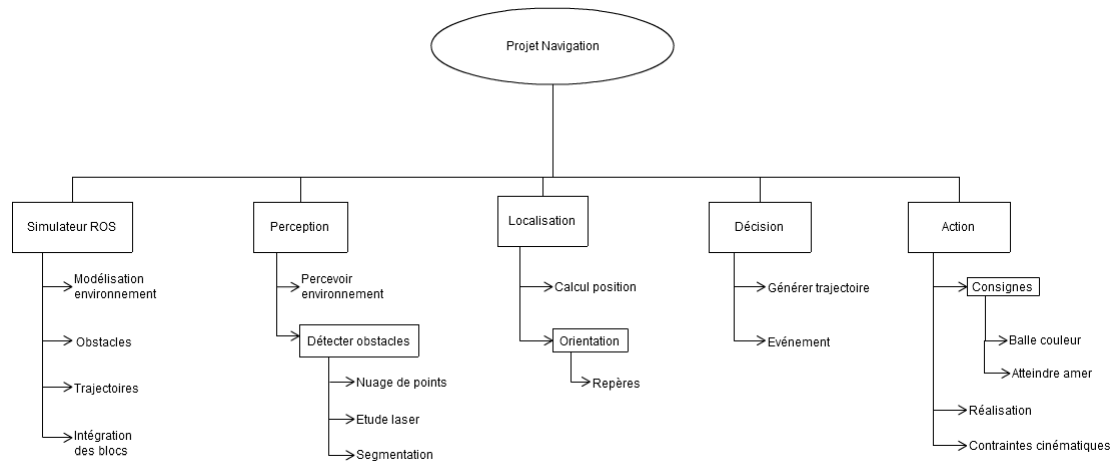 Projet Navigation
Simulateur ROS
Modélisation
environnement
Obstacles
Trajectoires
Intégration
des blocs
Perception
Percevoir
environnement
Détecter obstacles
Nuage de points
Etude laser
Segmentation
Localisation
Calcul position
Orientation
Repères
Décision
Générer trajectoire
Evénement
Action
Consignes
Balle couleur
Atteindre amer
Réalisation
Contraintes cinématiques